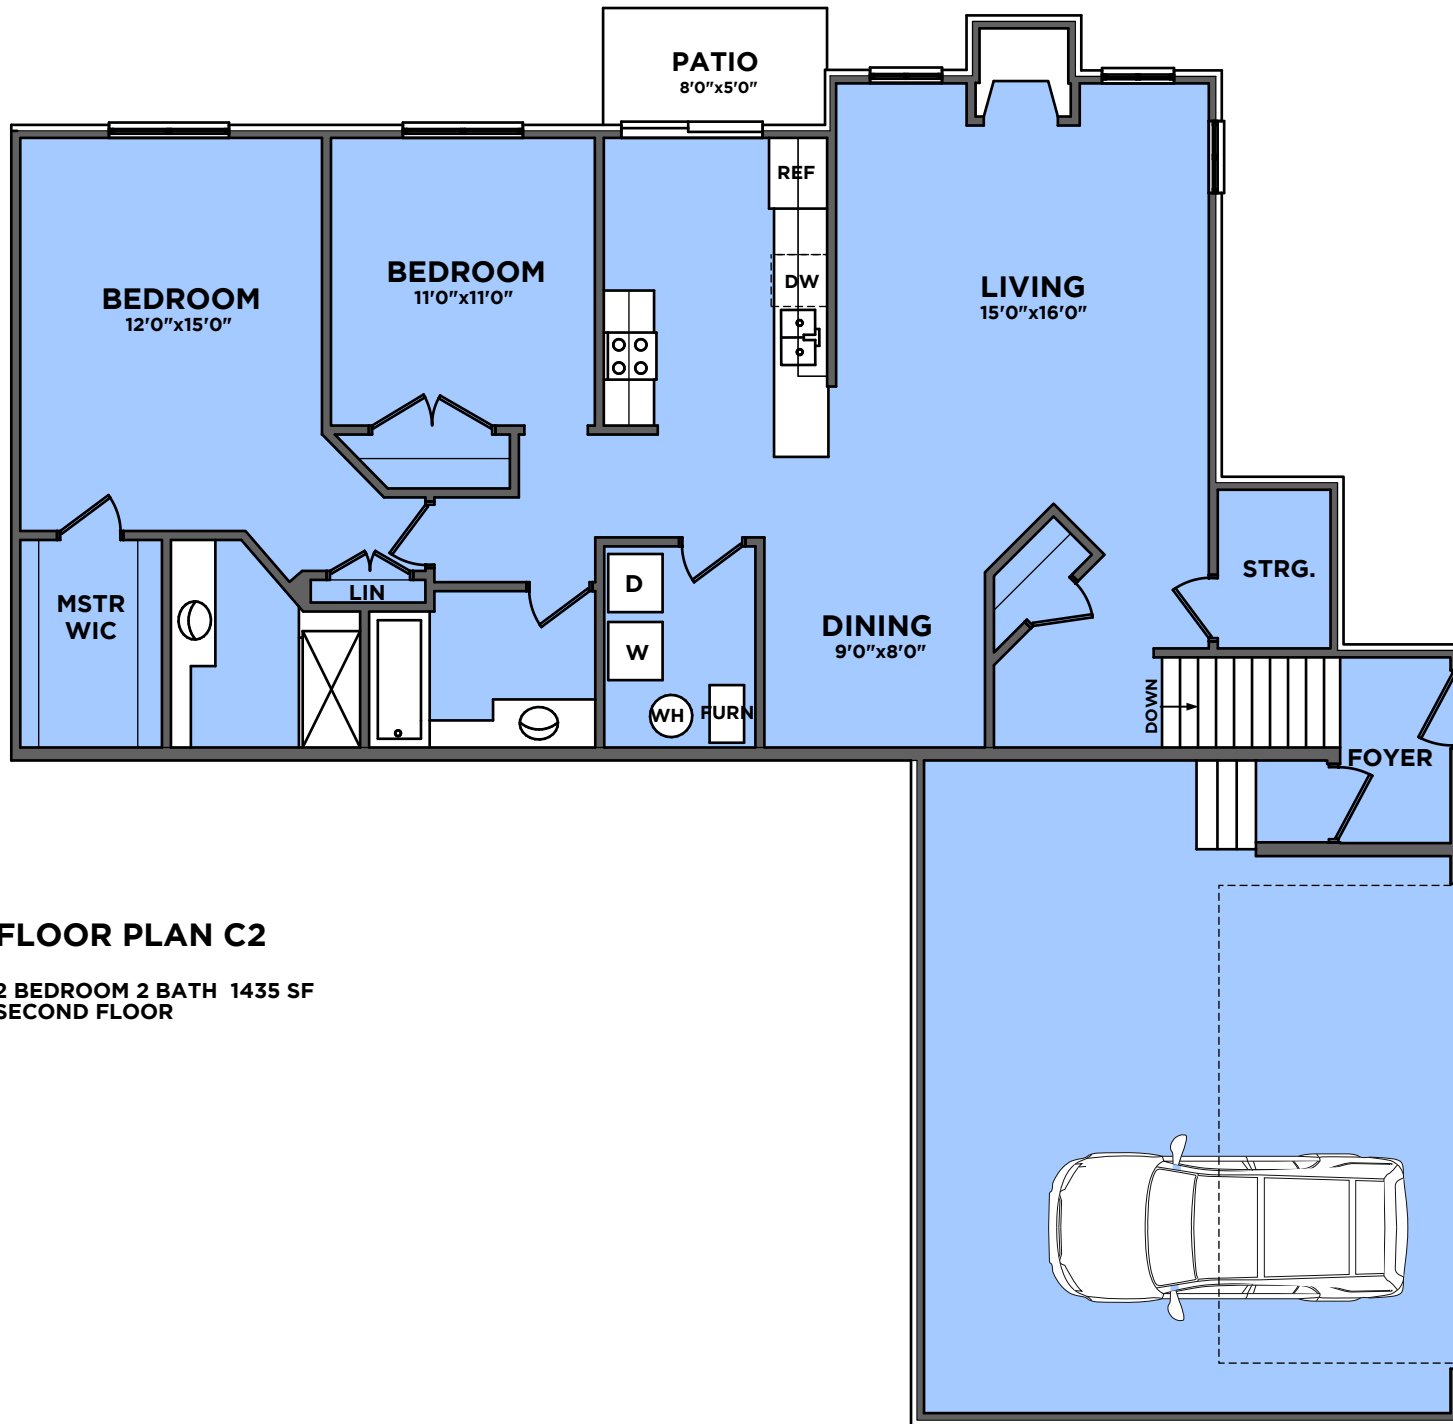 PATIO
8'0"x5'0"
REF
BEDROOM
12'0"x15'0"
BEDROOM
11'0"x11'0"
DW
LIVING
15'0"x16'0"
MSTR
WIC
LIN
D
W
WH
FURN
DINING
9'0"x8'0"
STRG.
DOWN
FOYER
FLOOR PLAN C2
2 BEDROOM 2 BATH 1435 SF
SECOND FLOOR